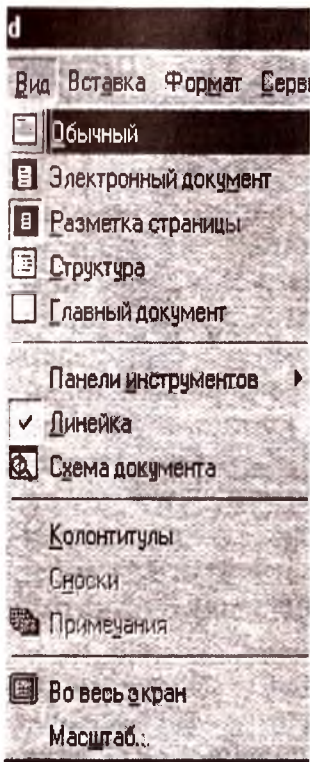 d
Вид Вставка Формат Серви
Обычный
Электронный документ
Разметка страницы
Структура
Главный документ
Панели инструментов
Линейка
Схема документа
Колонтитулы
Сноски
Примечания
Во весь экран
Масштаб...